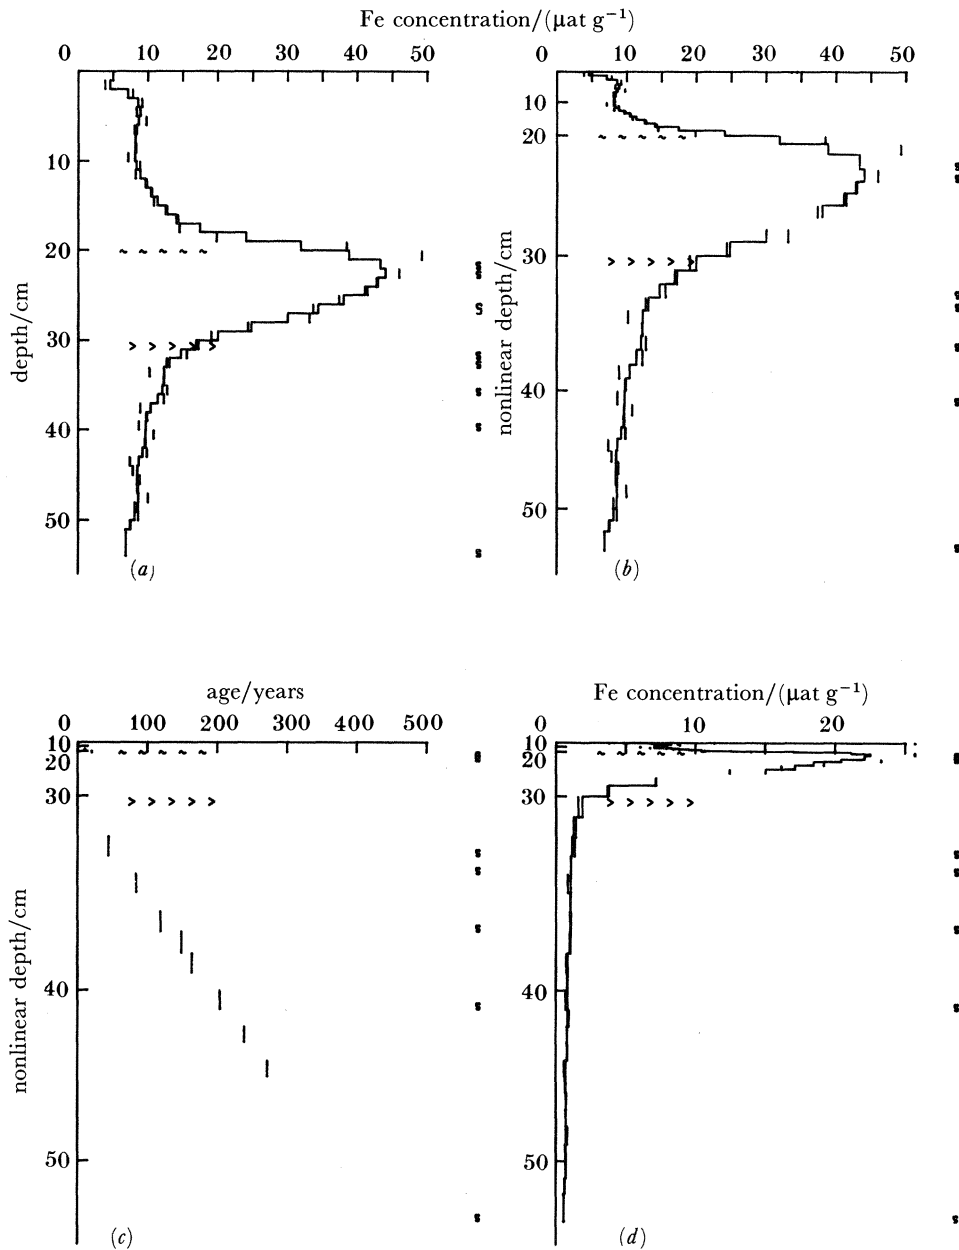 Fe concentration/(μat g⁻¹)
0 10 20 30 40 50
10
20
30
40
50
depth/cm
~ ~ ~ ~ ~
> > > > >
s
s
s
s
s
s
s
s
s
s
(a)
0 10 20 30 40 50
10
20
30
40
50
nonlinear depth/cm
~ ~ ~ ~ ~
> > > > >
s
s
s
s
s
s
(b)
age/years
0 100 200 300 400 500
10
20
30
40
50
nonlinear depth/cm
~ ~ ~ ~ ~
> > > > >
s
s
s
s
s
(c)
Fe concentration/(μat g⁻¹)
0 10 20
10
20
30
40
50
~ ~ ~ ~ ~
> > > > >
s
s
s
s
s
(d)